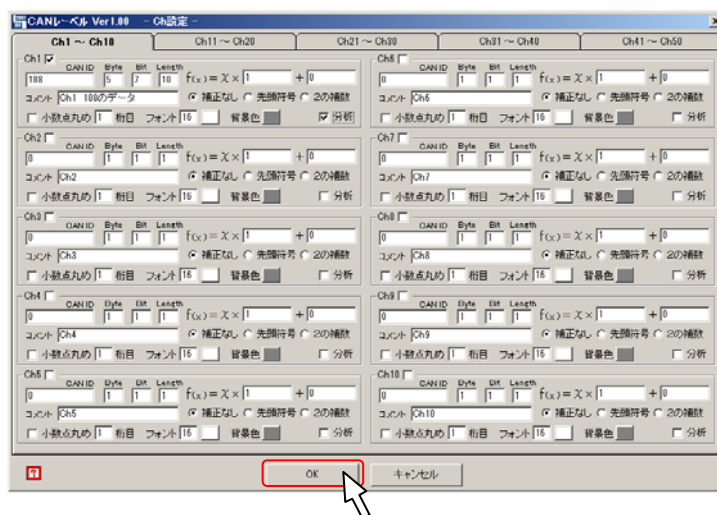 CANレーベル Ver1.00 - Ch設定 -
Ch1 ~ Ch10 Ch11 ~ Ch20 Ch21 ~ Ch30 Ch31 ~ Ch40 Ch41 ~ Ch50
Ch1
CAN ID Byte Bit Length
188 5 7 10 f(x)=χ×1 +0
コメント Ch1 188のデータ 補正なし 先頭符号 2の補数
小数点丸め 1 桁目 フォント 16 背景色 分析
Ch2
CAN ID Byte Bit Length
0 1 1 1 f(x)=χ×1 +0
コメント Ch2 補正なし 先頭符号 2の補数
小数点丸め 1 桁目 フォント 16 背景色 分析
Ch3
CAN ID Byte Bit Length
0 1 1 1 f(x)=χ×1 +0
コメント Ch3 補正なし 先頭符号 2の補数
小数点丸め 1 桁目 フォント 16 背景色 分析
Ch4
CAN ID Byte Bit Length
0 1 1 1 f(x)=χ×1 +0
コメント Ch4 補正なし 先頭符号 2の補数
小数点丸め 1 桁目 フォント 16 背景色 分析
Ch5
CAN ID Byte Bit Length
0 1 1 1 f(x)=χ×1 +0
コメント Ch5 補正なし 先頭符号 2の補数
小数点丸め 1 桁目 フォント 16 背景色 分析
Ch6
CAN ID Byte Bit Length
0 1 1 1 f(x)=χ×1 +0
コメント Ch6 補正なし 先頭符号 2の補数
小数点丸め 1 桁目 フォント 16 背景色 分析
Ch7
CAN ID Byte Bit Length
0 1 1 1 f(x)=χ×1 +0
コメント Ch7 補正なし 先頭符号 2の補数
小数点丸め 1 桁目 フォント 16 背景色 分析
Ch8
CAN ID Byte Bit Length
0 1 1 1 f(x)=χ×1 +0
コメント Ch8 補正なし 先頭符号 2の補数
小数点丸め 1 桁目 フォント 16 背景色 分析
Ch9
CAN ID Byte Bit Length
0 1 1 1 f(x)=χ×1 +0
コメント Ch9 補正なし 先頭符号 2の補数
小数点丸め 1 桁目 フォント 16 背景色 分析
Ch10
CAN ID Byte Bit Length
0 1 1 1 f(x)=χ×1 +0
コメント Ch10 補正なし 先頭符号 2の補数
小数点丸め 1 桁目 フォント 16 背景色 分析
? OK キャンセル